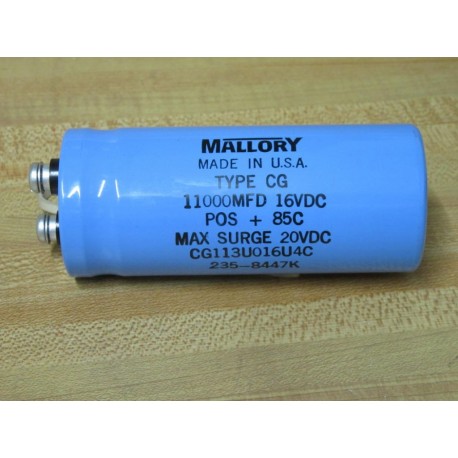 MALLORY
MADE IN U.S.A.
TYPE CG
11000MFD 16VDC
POS + 85C
MAX SURGE 20VDC
CG113U016U4C
235-8447K